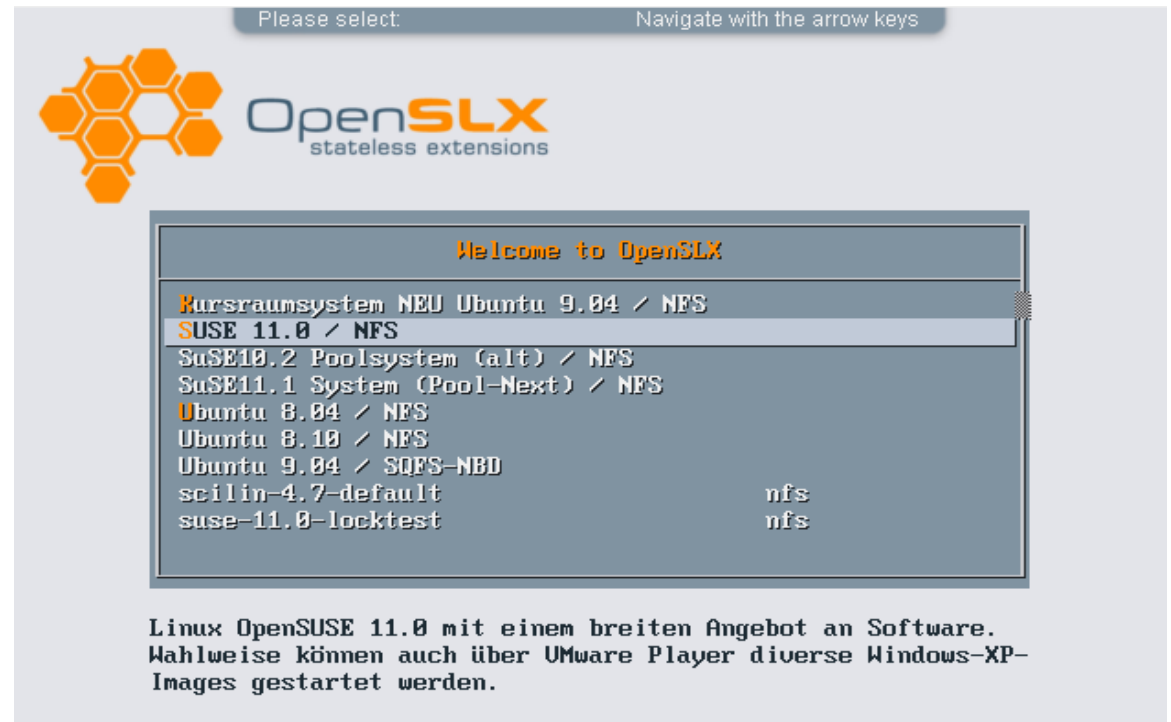 Please select: Navigate with the arrow keys
OpenSLX
stateless extensions
Welcome to OpenSLX
Kursraumsystem NEU Ubuntu 9.04 / NFS
SUSE 11.0 / NFS
SuSE10.2 Poolsystem (alt) / NFS
SuSE11.1 System (Pool-Next) / NFS
Ubuntu 8.04 / NFS
Ubuntu 8.10 / NFS
Ubuntu 9.04 / SQFS-NBD
scilin-4.7-default nfs
suse-11.0-locktest nfs
Linux OpenSUSE 11.0 mit einem breiten Angebot an Software.
Wahlweise können auch über VMware Player diverse Windows-XP-
Images gestartet werden.